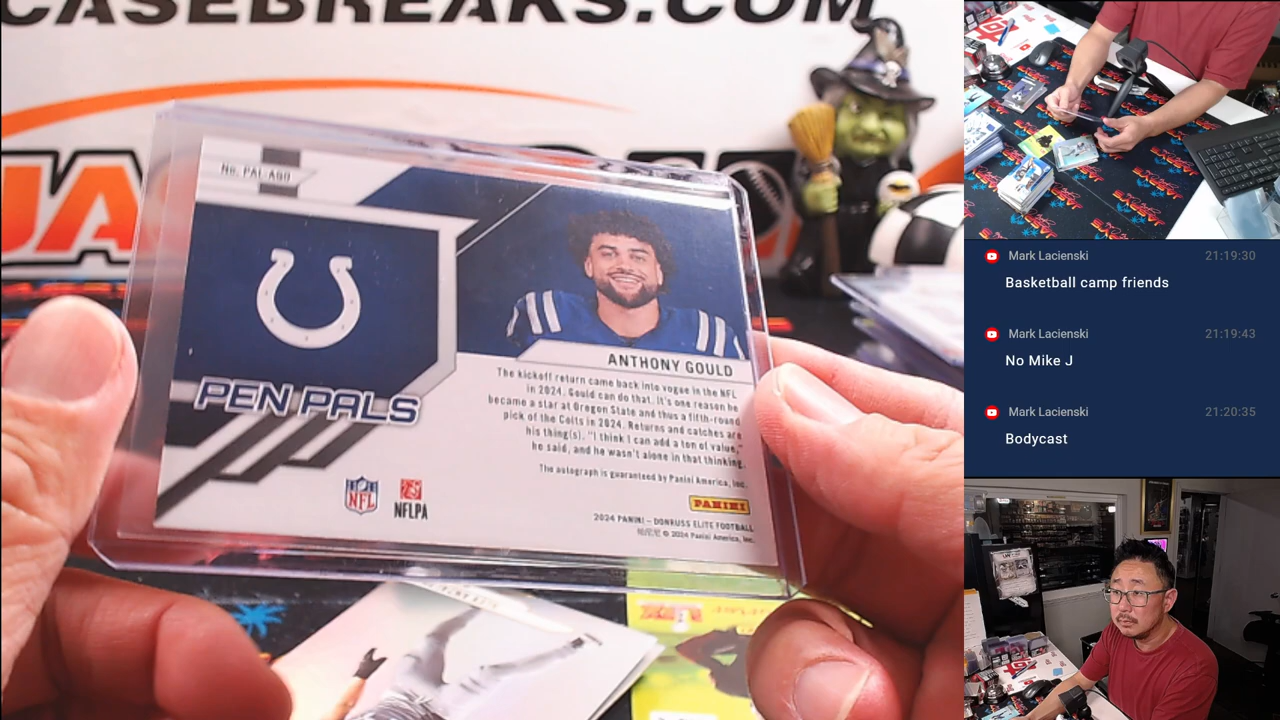 CASEBREAKS.COM
JA
No. PAL-AGO
PEN PALS
ANTHONY GOULD
The kickoff return came back into vogue in the NFL
in 2024. Gould can do that. It's one reason he
became a star at Oregon State and thus a fifth-round
pick of the Colts in 2024. Returns and catches are
his thing(s). "I think I can add a ton of value,"
he said, and he wasn't alone in that thinking.
The autograph is guaranteed by Panini America, Inc.
NFL
NFLPA
PANINI
2024 PANINI – DONRUSS ELITE FOOTBALL
© 2024 Panini America, Inc.
Mark Lacienski
21:19:30
Basketball camp friends
Mark Lacienski
21:19:43
No Mike J
Mark Lacienski
21:20:35
Bodycast